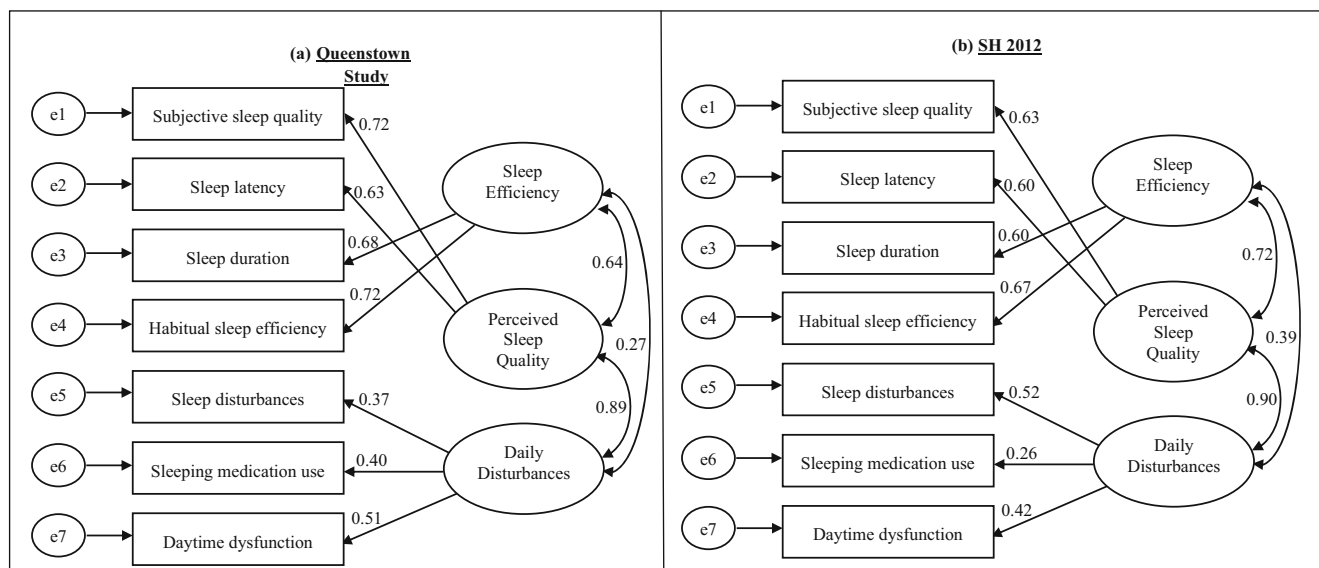 (a) Queenstown
Study
e1
Subjective sleep quality
0.72
e2
Sleep latency
0.63
e3
Sleep duration
0.68
e4
Habitual sleep efficiency
0.72
e5
Sleep disturbances
0.37
e6
Sleeping medication use
0.40
e7
Daytime dysfunction
0.51
Sleep
Efficiency
0.64
Perceived
Sleep
Quality
0.27
0.89
Daily
Disturbances
(b) SH 2012
e1
Subjective sleep quality
0.63
e2
Sleep latency
0.60
e3
Sleep duration
0.60
e4
Habitual sleep efficiency
0.67
e5
Sleep disturbances
0.52
e6
Sleeping medication use
0.26
e7
Daytime dysfunction
0.42
Sleep
Efficiency
0.72
Perceived
Sleep
Quality
0.39
0.90
Daily
Disturbances